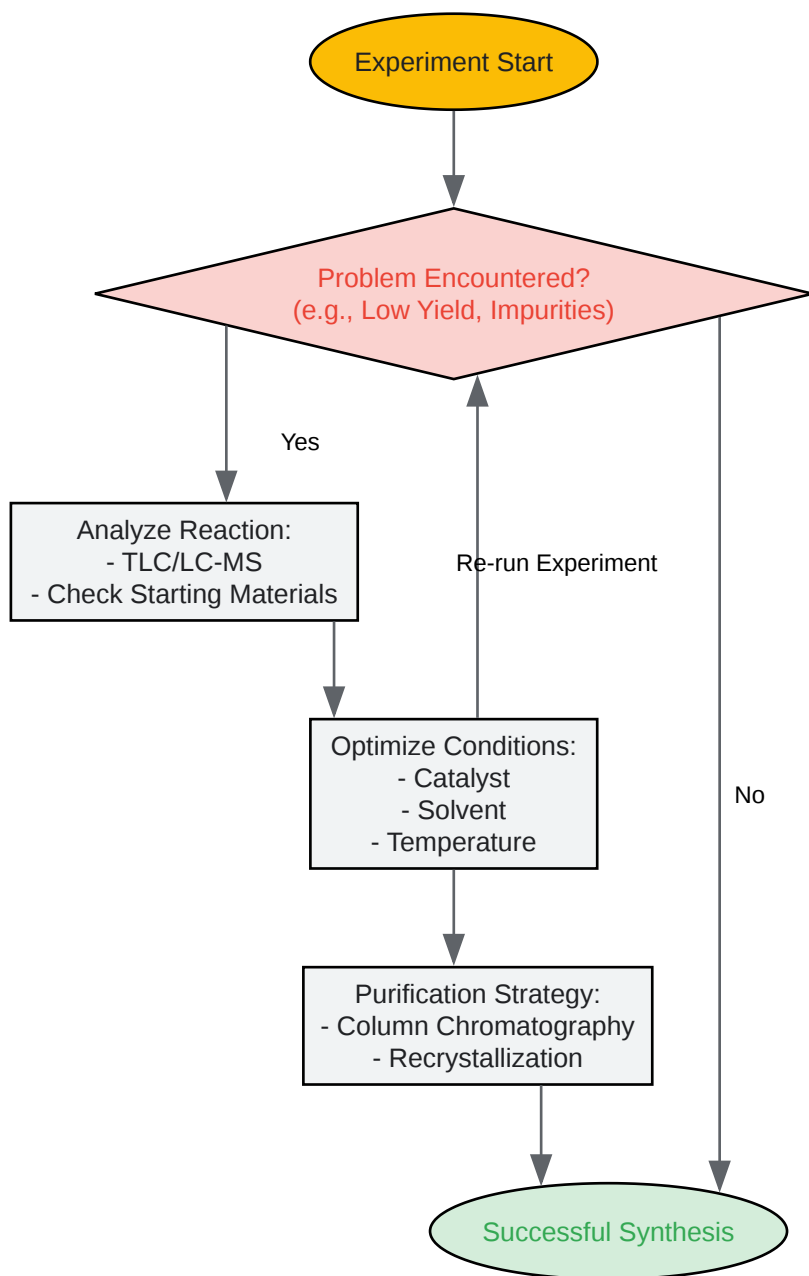 Experiment Start
Problem Encountered?
(e.g., Low Yield, Impurities)
Yes
Analyze Reaction:
- TLC/LC-MS
- Check Starting Materials
Re-run Experiment
Optimize Conditions:
- Catalyst
- Solvent
- Temperature
No
Purification Strategy:
- Column Chromatography
- Recrystallization
Successful Synthesis